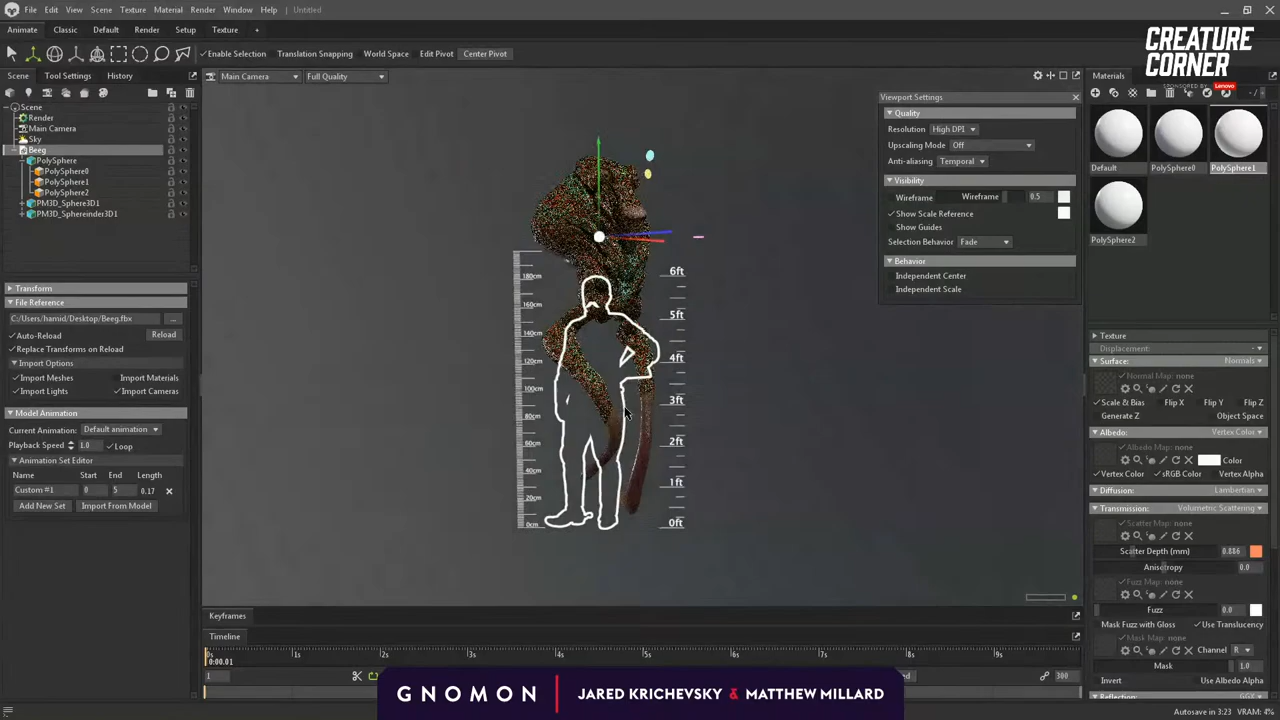 File Edit View Scene Texture Material Render Window Help Untitled
Animate Classic Default Render Setup Texture +
Enable Selection Translation Snapping World Space Edit Pivot Center Pivot
Scene Tool Settings History
Main Camera Full Quality
Scene
Render
Main Camera
Sky
Beeg
PolySphere
PolySphere0
PolySphere1
PolySphere2
PM3D_Sphere3D1
PM3D_Sphereinder3D1
Transform
File Reference
C:/Users/hamid/Desktop/Beeg.fbx ...
Auto-Reload Reload
Replace Transforms on Reload
Import Options
Import Meshes Import Materials
Import Lights Import Cameras
Model Animation
Current Animation: Default animation
Playback Speed 1.0 Loop
Animation Set Editor
Name Start End Length
Custom #1 0 5 0.17
Add New Set Import From Model
180cm
160cm
140cm
120cm
100cm
80cm
60cm
40cm
20cm
0cm
6ft
5ft
4ft
3ft
2ft
1ft
0ft
Viewport Settings
Quality
Resolution High DPI
Upscaling Mode Off
Anti-aliasing Temporal
Visibility
Wireframe Wireframe 0.5
Show Scale Reference
Show Guides
Selection Behavior Fade
Behavior
Independent Center
Independent Scale
CREATURE
CORNER
SPONSORED BY Lenovo
Materials
Default PolySphere0 PolySphere1
PolySphere2
Texture
Displacement:
Surface: Normals
Normal Map: none
Scale & Bias Flip X Flip Y Flip Z
Generate Z Object Space
Albedo: Vertex Color
Albedo Map: none
Color
Vertex Color sRGB Color Vertex Alpha
Diffusion: Lambertian
Transmission: Volumetric Scattering
Scatter Map: none
Scatter Depth (mm) 0.886
Anisotropy 0.0
Fuzz Map: none
Fuzz 0.0
Mask Fuzz with Gloss Use Translucency
Mask Map: none
Channel R
Mask 1.0
Invert Use Albedo Alpha
Reflection: GGX
Keyframes
Timeline
0s 1s 2s 3s 4s 5s 6s 7s 8s 9s
0:00.01
1 300
GNOMON JARED KRICHEVSKY & MATTHEW MILLARD
Autosave in 3:23 VRAM: 4%